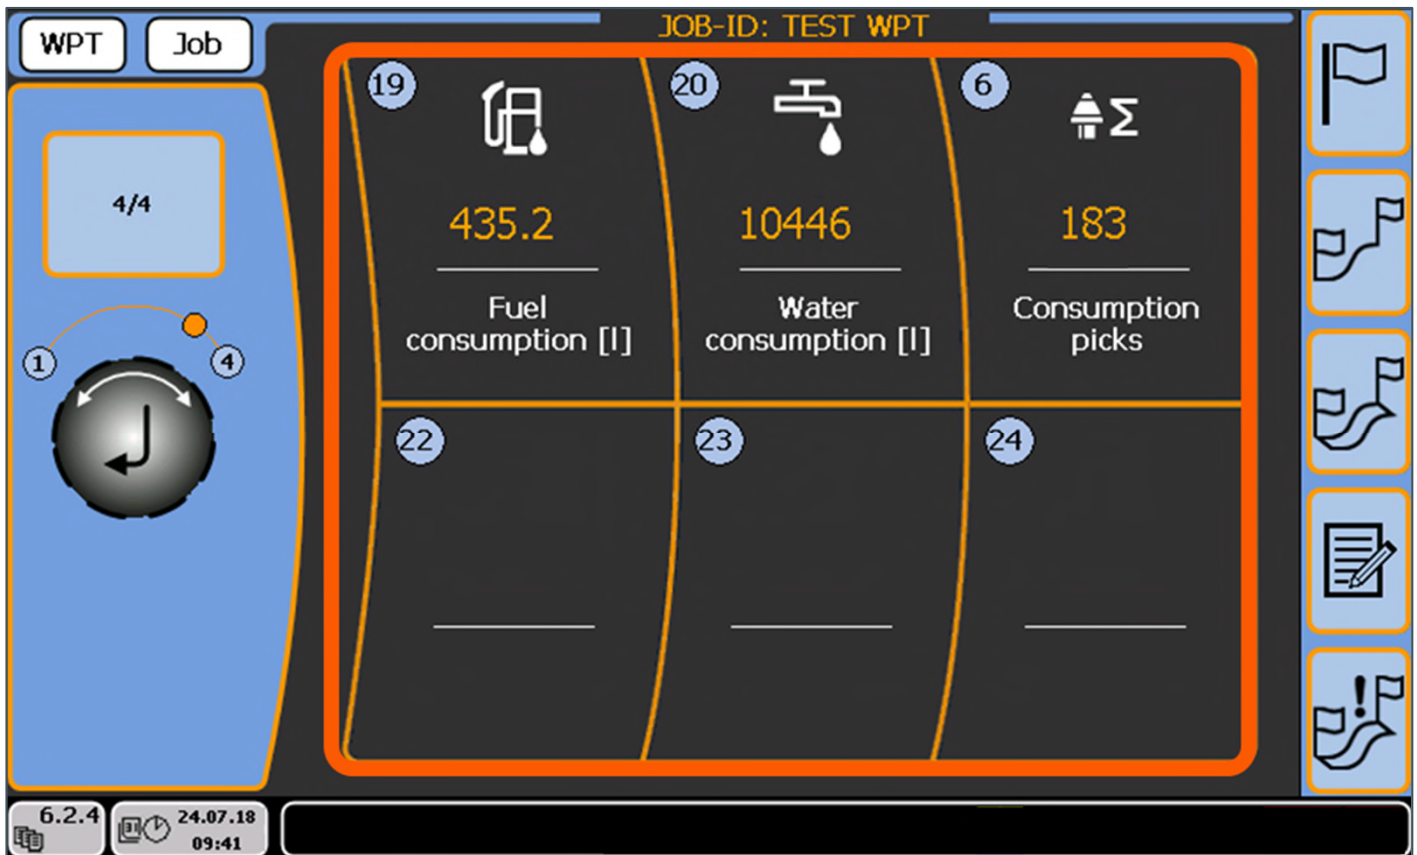 WPT
Job
JOB-ID: TEST WPT
4/4
1
4
19
20
6
Σ
435.2
10446
183
Fuel
consumption [l]
Water
consumption [l]
Consumption
picks
22
23
24
6.2.4
31
24.07.18
09:41